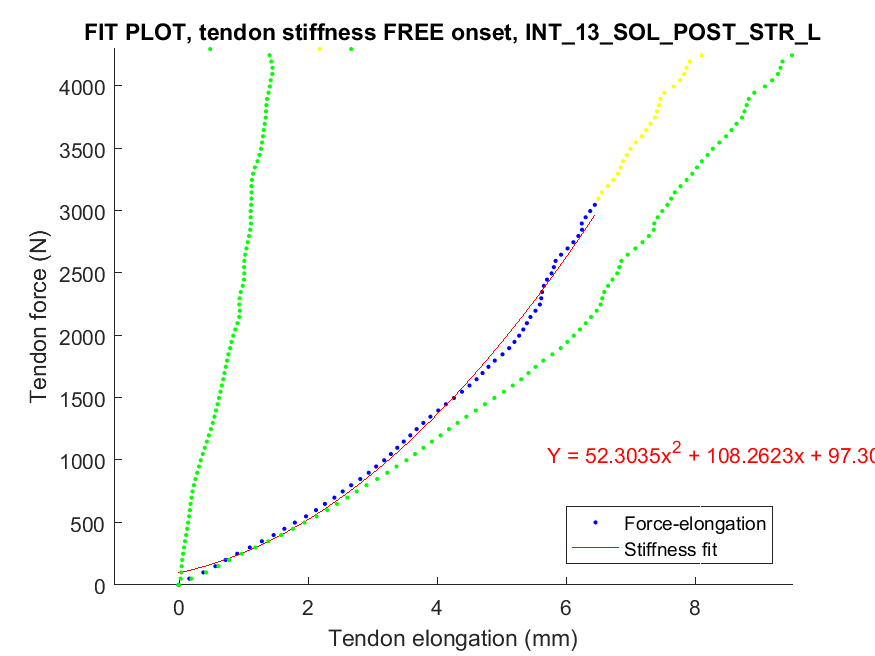 FIT PLOT, tendon stiffness FREE onset, INT_13_SOL_POST_STR_L
4000
3500
3000
2500
2000
1500
1000
500
0
Tendon force (N)
Y = 52.3035x² + 108.2623x + 97.30
Force-elongation
Stiffness fit
0 2 4 6 8
Tendon elongation (mm)